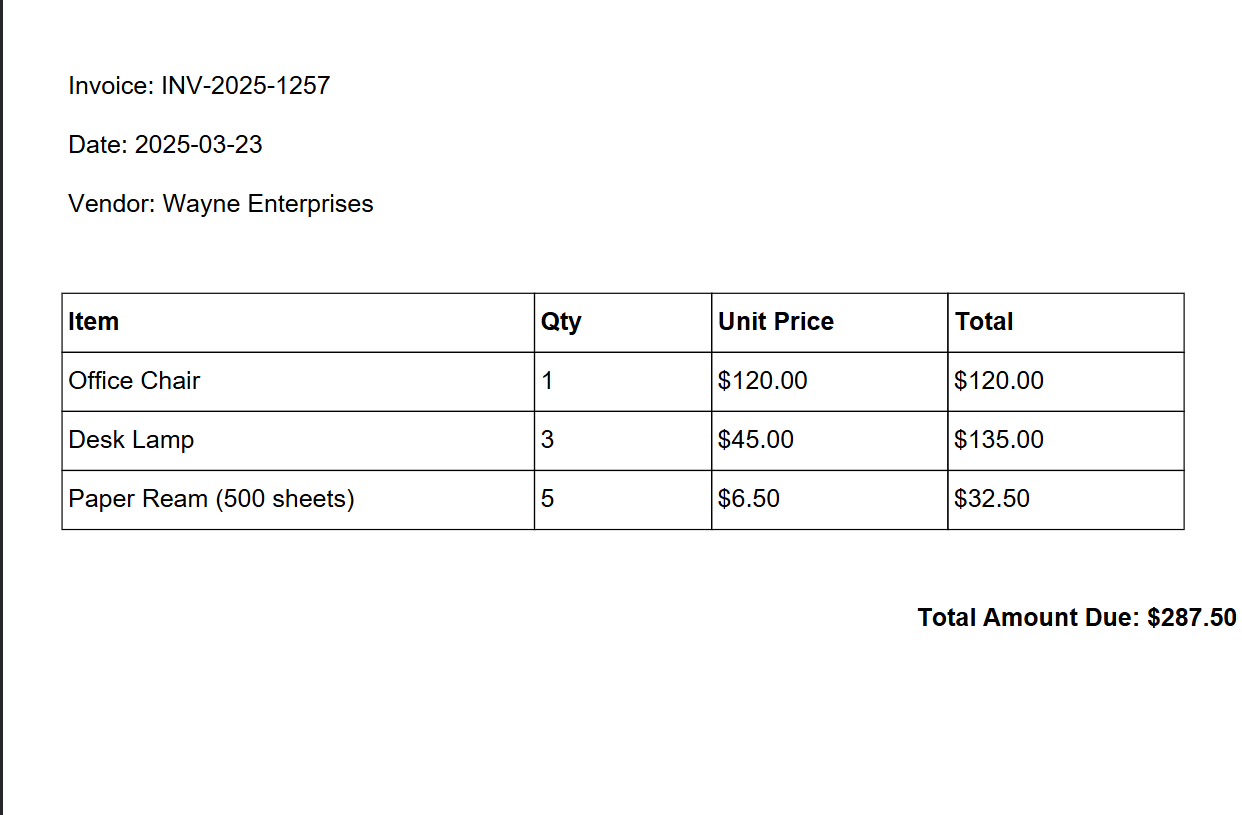 Invoice: INV-2025-1257
Date: 2025-03-23
Vendor: Wayne Enterprises
Item Qty Unit Price Total
Office Chair 1 $120.00 $120.00
Desk Lamp 3 $45.00 $135.00
Paper Ream (500 sheets) 5 $6.50 $32.50
Total Amount Due: $287.50